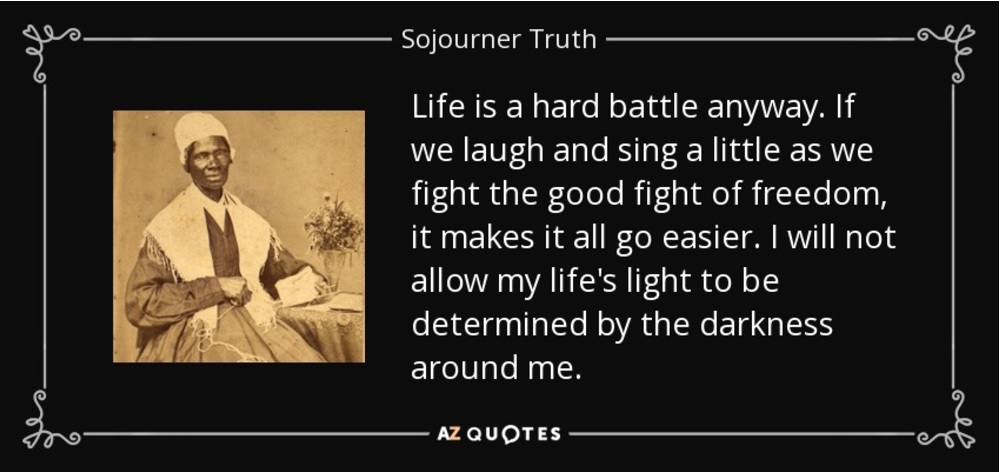 Sojourner Truth
Life is a hard battle anyway. If
we laugh and sing a little as we
fight the good fight of freedom,
it makes it all go easier. I will not
allow my life's light to be
determined by the darkness
around me.
AZ QUOTES